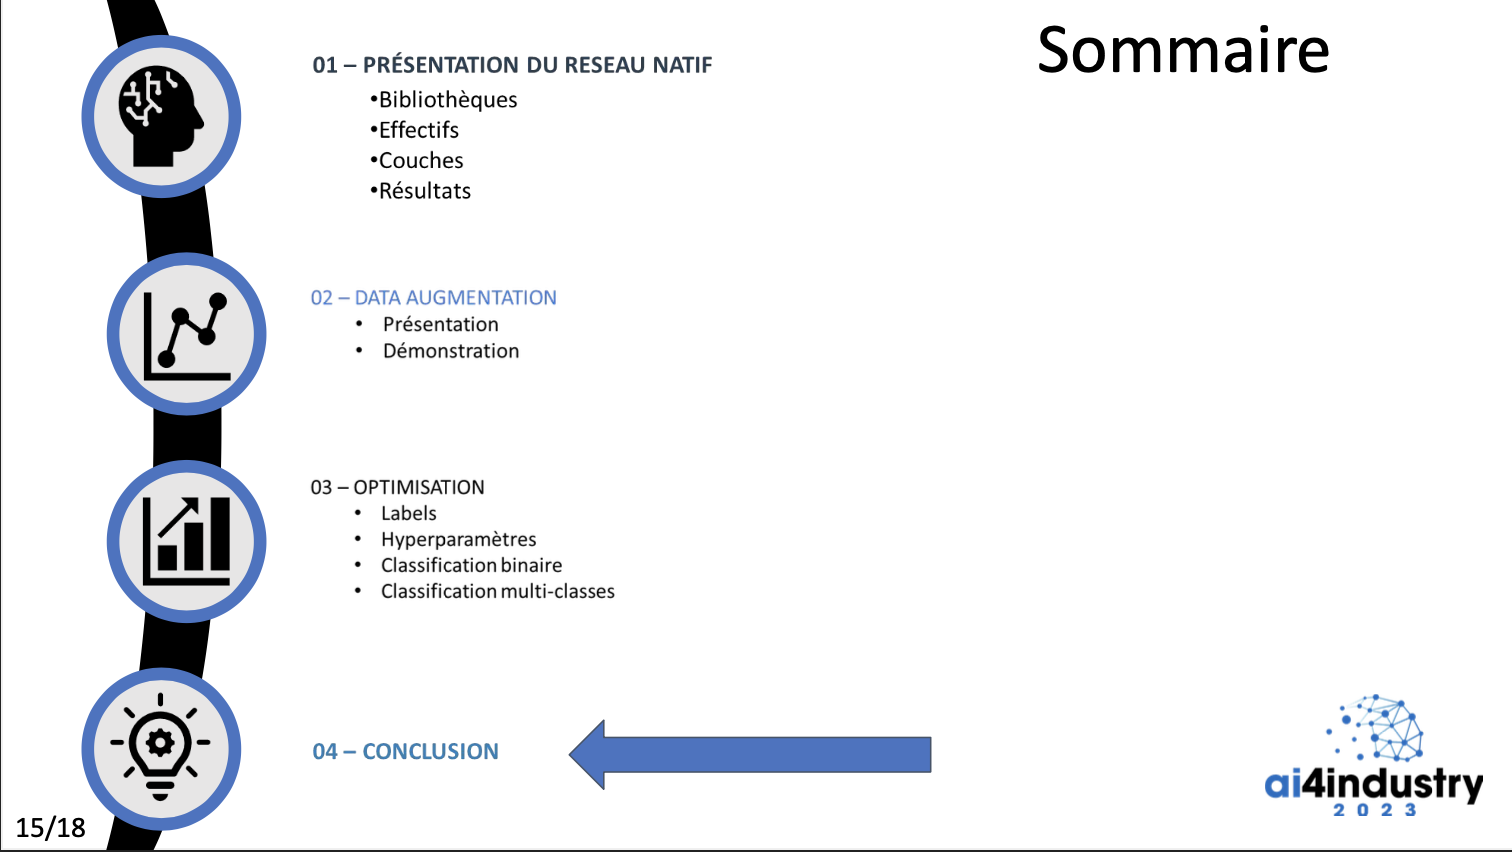 Sommaire
01 – PRÉSENTATION DU RESEAU NATIF
•Bibliothèques
•Effectifs
•Couches
•Résultats
02 – DATA AUGMENTATION
• Présentation
• Démonstration
03 – OPTIMISATION
• Labels
• Hyperparamètres
• Classification binaire
• Classification multi-classes
04 – CONCLUSION
ai4industry
2023
15/18